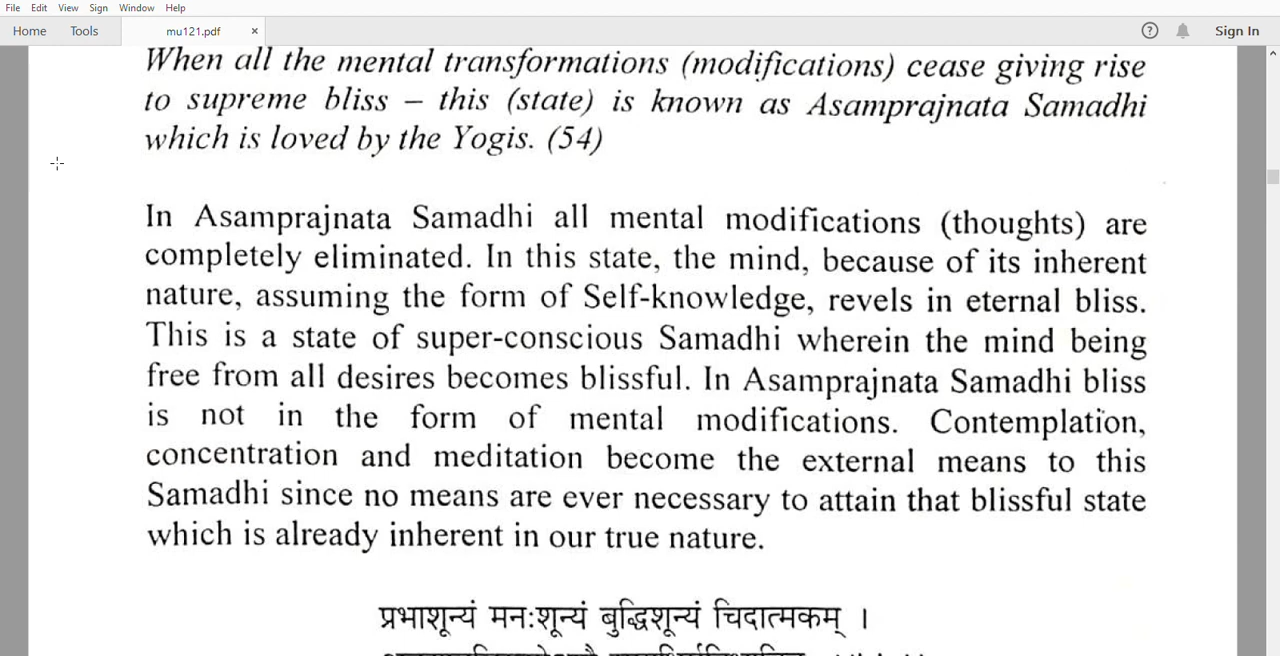 File Edit View Sign Window Help
Home Tools mu121.pdf × ? Sign In
When all the mental transformations (modifications) cease giving rise
to supreme bliss – this (state) is known as Asamprajnata Samadhi
which is loved by the Yogis. (54)
In Asamprajnata Samadhi all mental modifications (thoughts) are
completely eliminated. In this state, the mind, because of its inherent
nature, assuming the form of Self-knowledge, revels in eternal bliss.
This is a state of super-conscious Samadhi wherein the mind being
free from all desires becomes blissful. In Asamprajnata Samadhi bliss
is not in the form of mental modifications. Contemplation,
concentration and meditation become the external means to this
Samadhi since no means are ever necessary to attain that blissful state
which is already inherent in our true nature.
प्रभाशून्यं मनःशून्यं बुद्धिशून्यं चिदात्मकम् ।